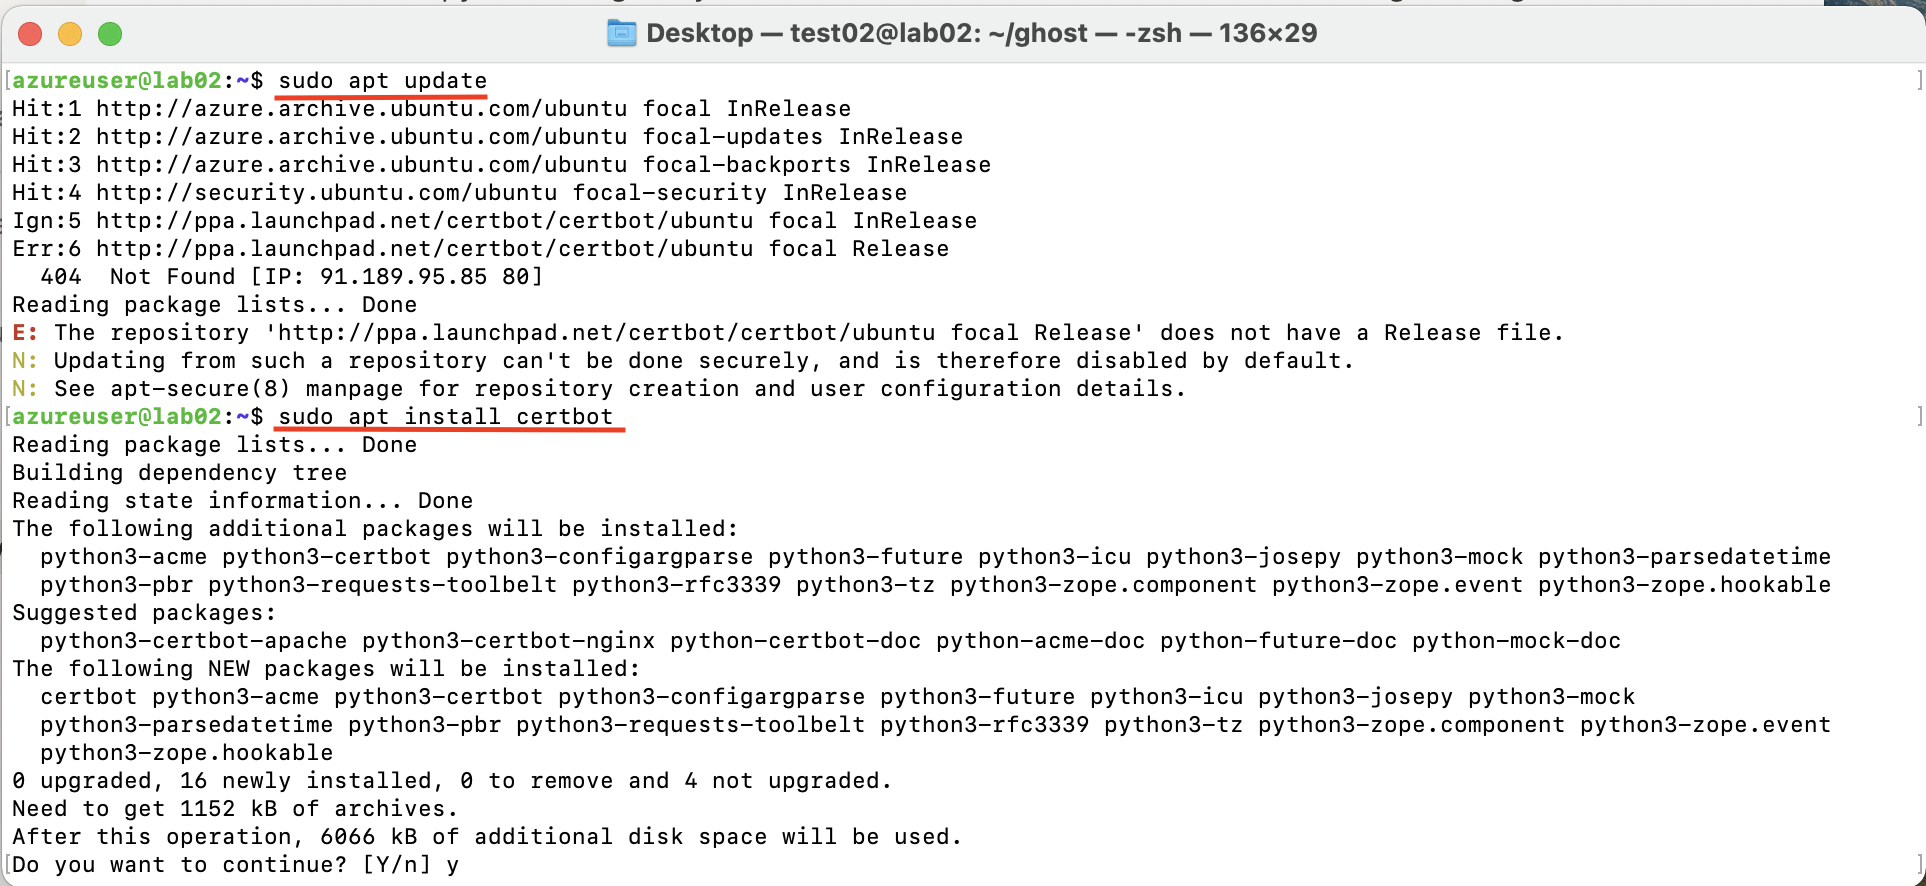 Desktop — test02@lab02: ~/ghost — -zsh — 136×29
[azureuser@lab02:~$ sudo apt update ]
Hit:1 http://azure.archive.ubuntu.com/ubuntu focal InRelease
Hit:2 http://azure.archive.ubuntu.com/ubuntu focal-updates InRelease
Hit:3 http://azure.archive.ubuntu.com/ubuntu focal-backports InRelease
Hit:4 http://security.ubuntu.com/ubuntu focal-security InRelease
Ign:5 http://ppa.launchpad.net/certbot/certbot/ubuntu focal InRelease
Err:6 http://ppa.launchpad.net/certbot/certbot/ubuntu focal Release
  404  Not Found [IP: 91.189.95.85 80]
Reading package lists... Done
E: The repository 'http://ppa.launchpad.net/certbot/certbot/ubuntu focal Release' does not have a Release file.
N: Updating from such a repository can't be done securely, and is therefore disabled by default.
N: See apt-secure(8) manpage for repository creation and user configuration details.
[azureuser@lab02:~$ sudo apt install certbot ]
Reading package lists... Done
Building dependency tree
Reading state information... Done
The following additional packages will be installed:
  python3-acme python3-certbot python3-configargparse python3-future python3-icu python3-josepy python3-mock python3-parsedatetime
  python3-pbr python3-requests-toolbelt python3-rfc3339 python3-tz python3-zope.component python3-zope.event python3-zope.hookable
Suggested packages:
  python3-certbot-apache python3-certbot-nginx python-certbot-doc python-acme-doc python-future-doc python-mock-doc
The following NEW packages will be installed:
  certbot python3-acme python3-certbot python3-configargparse python3-future python3-icu python3-josepy python3-mock
  python3-parsedatetime python3-pbr python3-requests-toolbelt python3-rfc3339 python3-tz python3-zope.component python3-zope.event
  python3-zope.hookable
0 upgraded, 16 newly installed, 0 to remove and 4 not upgraded.
Need to get 1152 kB of archives.
After this operation, 6066 kB of additional disk space will be used.
[Do you want to continue? [Y/n] y ]